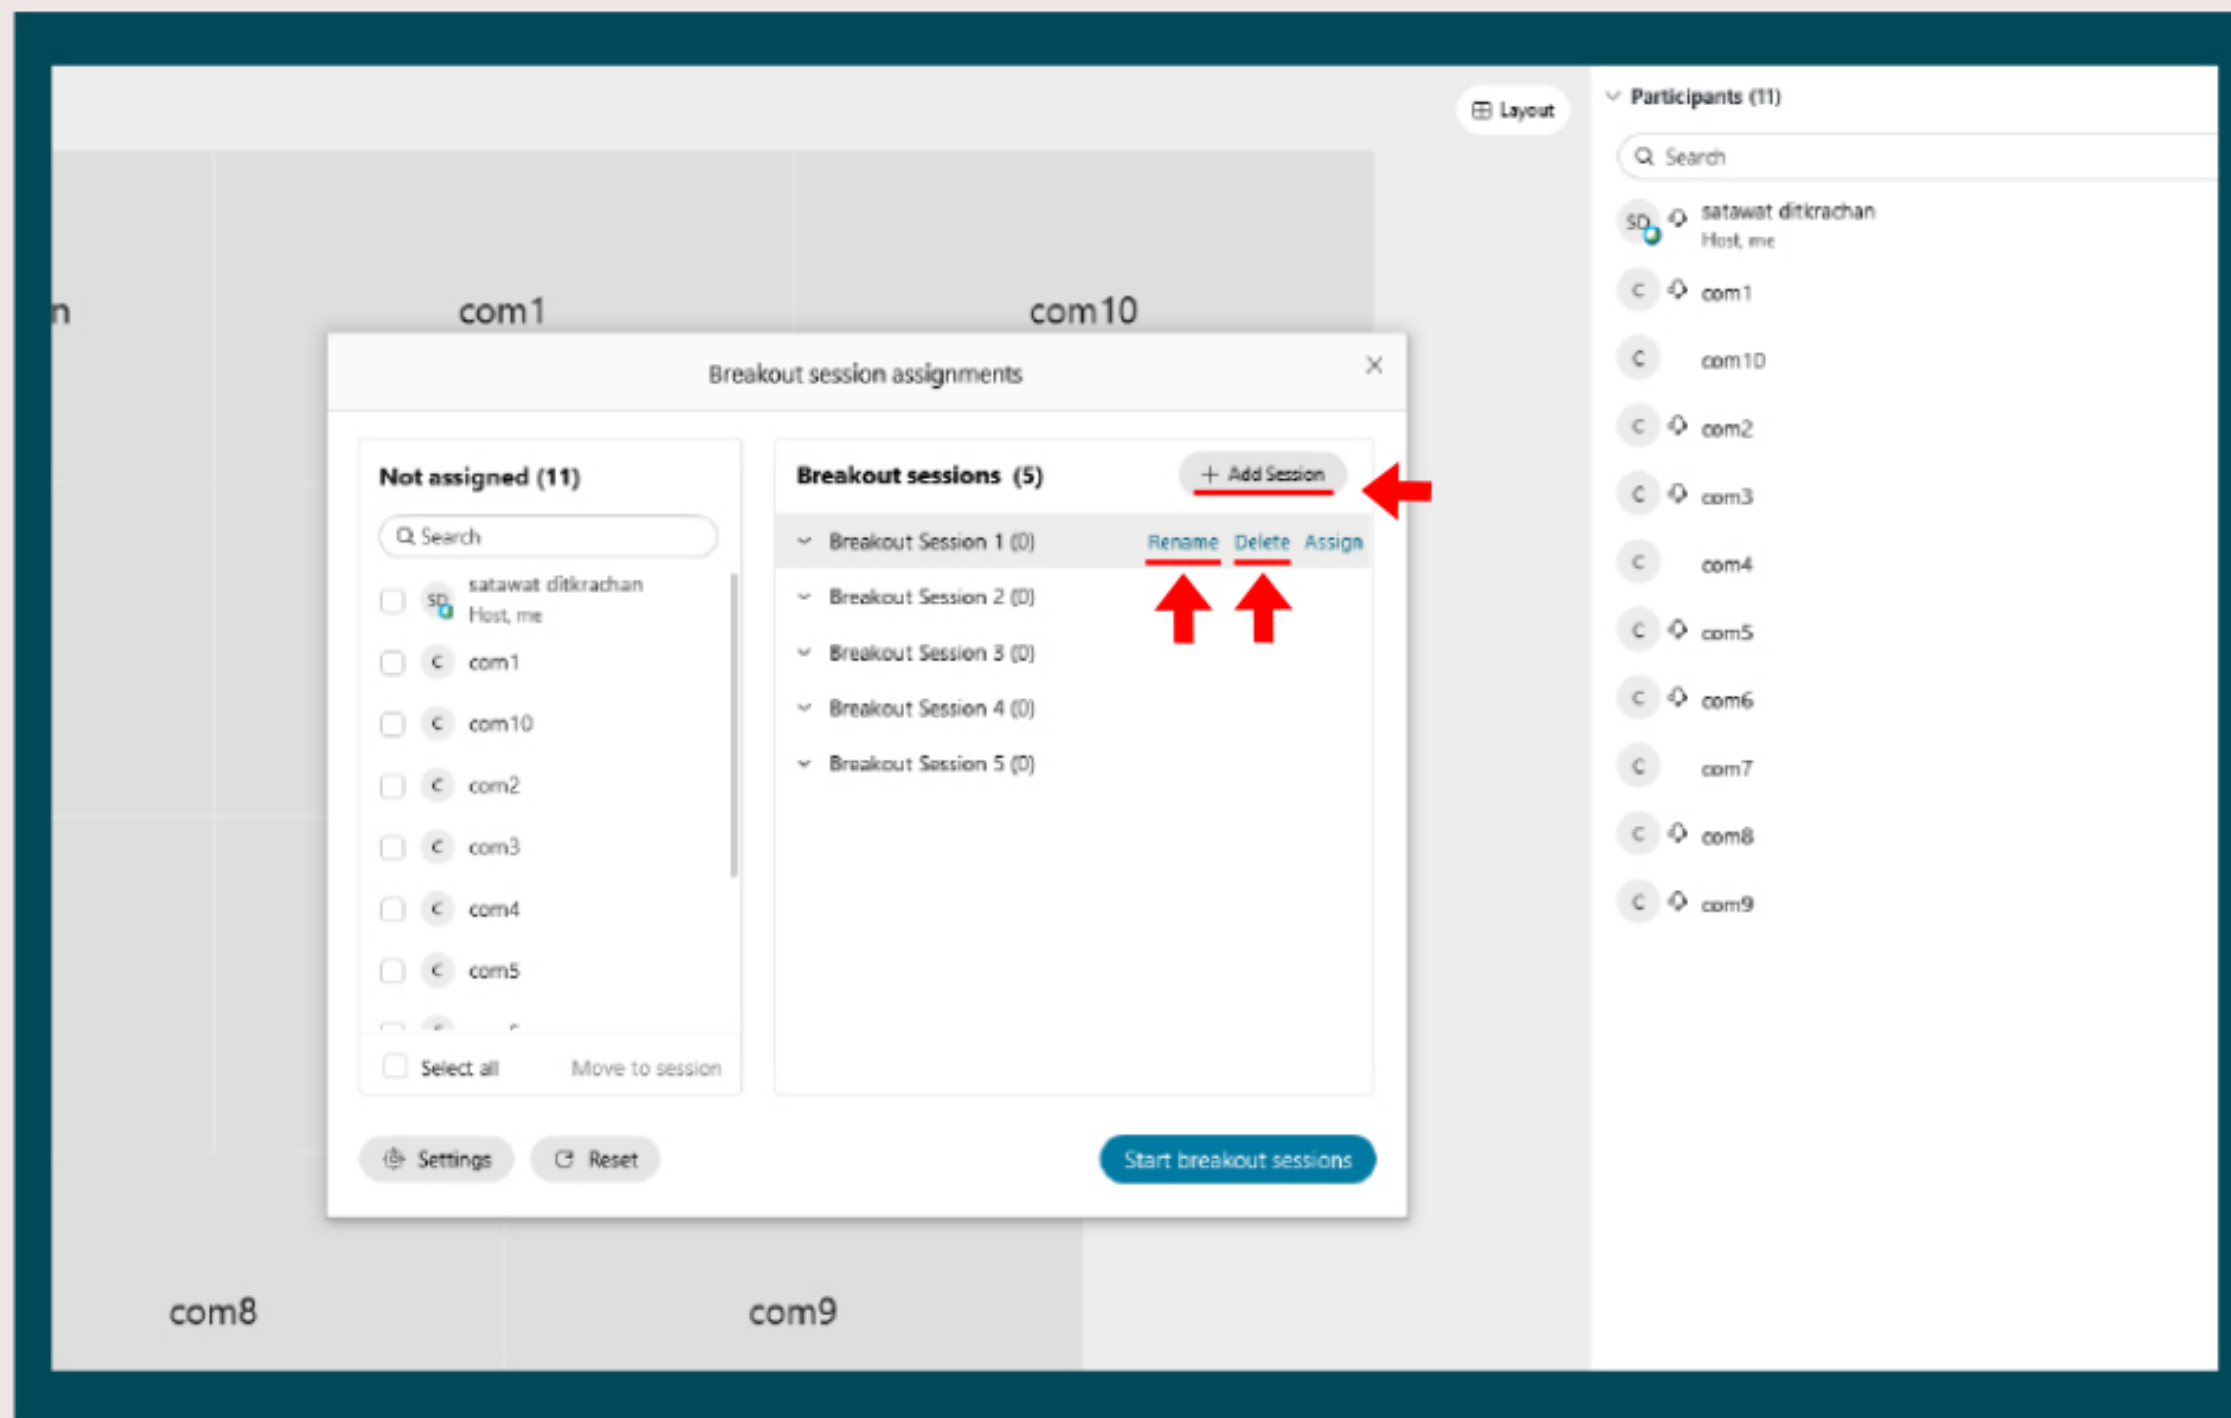 Layout
n
com1
com10
Breakout session assignments
Not assigned (11)
Search
satawat ditkrachan
Host, me
SD
C com1
C com10
C com2
C com3
C com4
C com5
Select all
Move to session
Breakout sessions (5)
+ Add Session
Breakout Session 1 (0)
Rename Delete Assign
Breakout Session 2 (0)
Breakout Session 3 (0)
Breakout Session 4 (0)
Breakout Session 5 (0)
Settings
Reset
Start breakout sessions
com8
com9
Participants (11)
Search
SD
satawat ditkrachan
Host, me
C com1
C com10
C com2
C com3
C com4
C com5
C com6
C com7
C com8
C com9